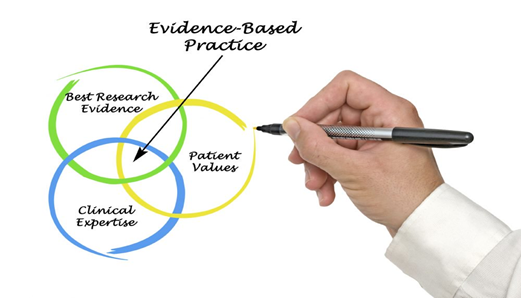 Evidence-Based
Practice
Best Research
Evidence
Patient
Values
Clinical
Expertise